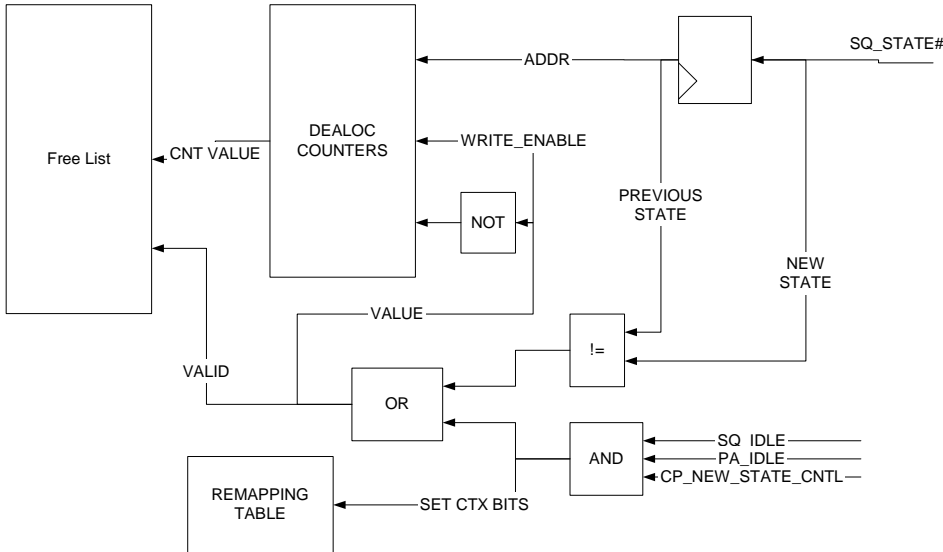 SQ_STATE#
ADDR
Free List
CNT VALUE
DEALOC
COUNTERS
WRITE_ENABLE
NOT
PREVIOUS
STATE
NEW
STATE
VALUE
!=
VALID
OR
AND
SQ_IDLE
PA_IDLE
CP_NEW_STATE_CNTL
REMAPPING
TABLE
SET CTX BITS